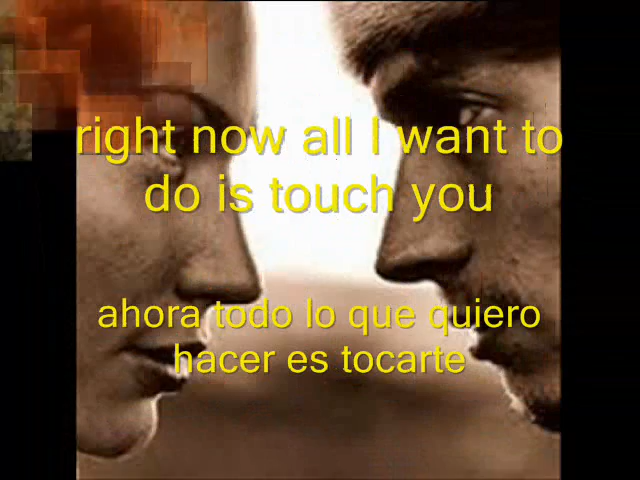 right now all I want to
do is touch you
ahora todo lo que quiero
hacer es tocarte